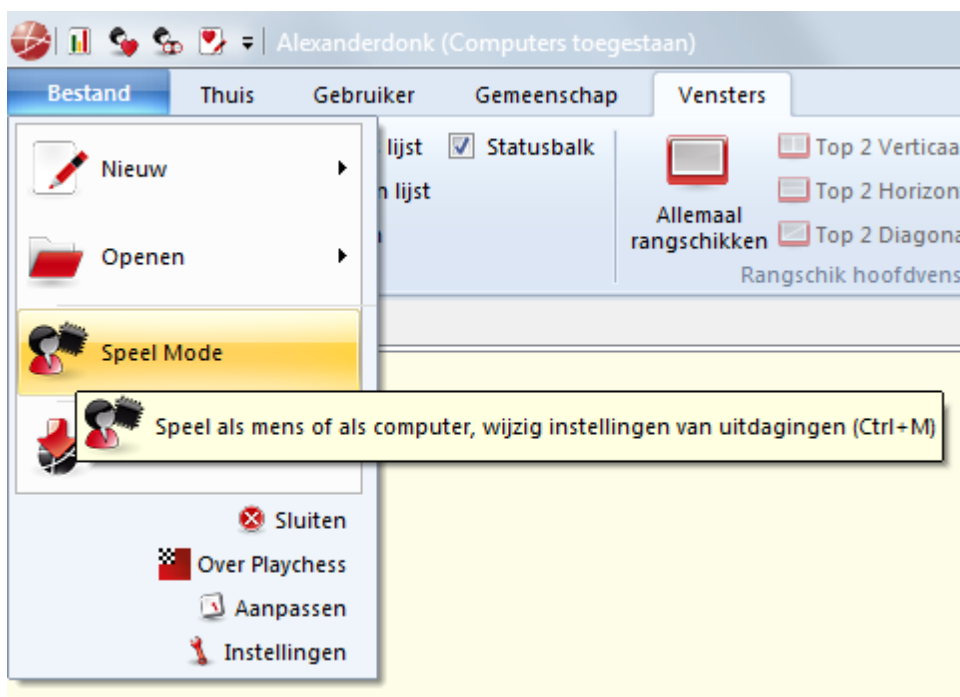 Alexanderdonk (Computers toegestaan)
Bestand Thuis Gebruiker Gemeenschap Vensters
Nieuw
Openen
Speel Mode
Speel als mens of als computer, wijzig instellingen van uitdagingen (Ctrl+M)
Sluiten
Over Playchess
Aanpassen
Instellingen
lijst Statusbalk
lijst
Allemaal
rangschikken
Top 2 Verticaa
Top 2 Horizon
Top 2 Diagona
Rangschik hoofdvens